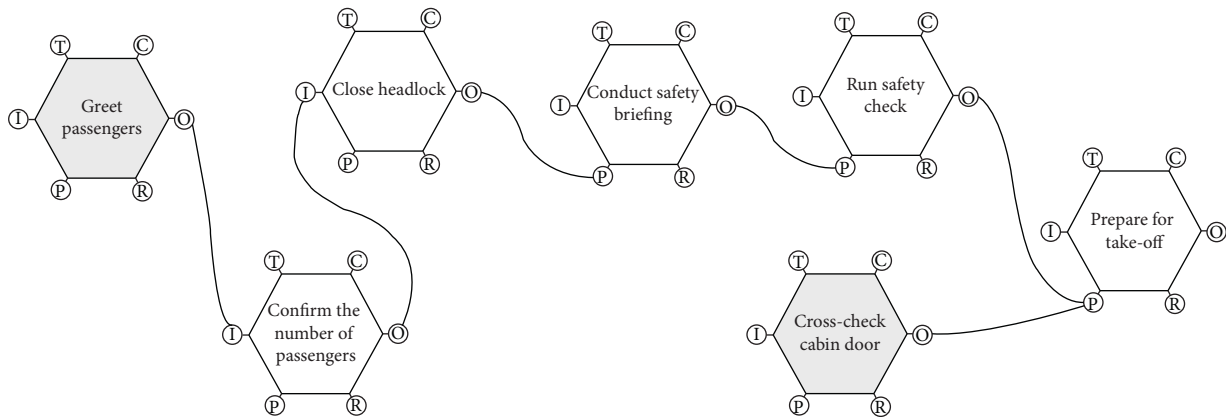 T
C
Greet
passengers
I
O
P
R
T
C
Confirm the
number of
passengers
I
O
P
R
T
C
Close headlock
I
O
P
R
T
C
Conduct safety
briefing
I
O
P
R
T
C
Run safety
check
I
O
P
R
T
C
Cross-check
cabin door
I
O
P
R
T
C
Prepare for
take-off
I
O
P
R